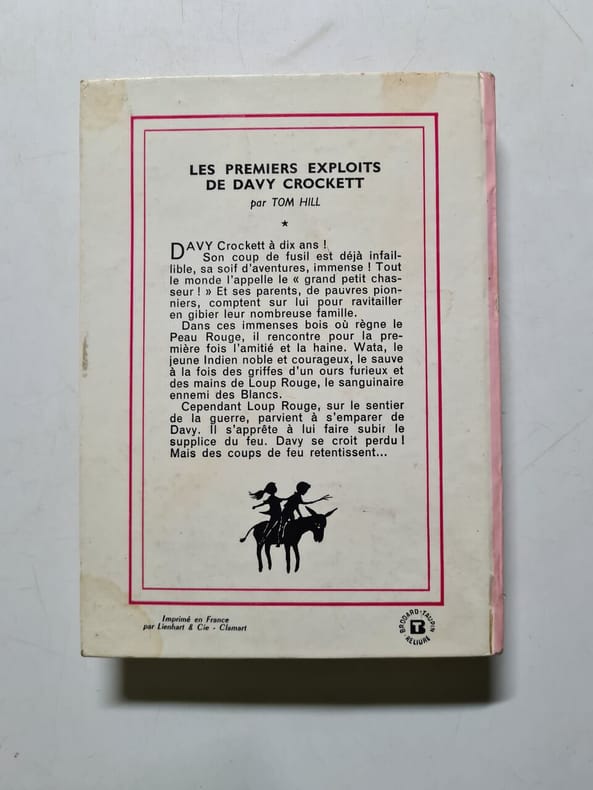 LES PREMIERS EXPLOITS
DE DAVY CROCKETT
par TOM HILL
★
DAVY Crockett à dix ans !
Son coup de fusil est déjà infail-
lible, sa soif d'aventures, immense ! Tout
le monde l'appelle le « grand petit chas-
seur ! » Et ses parents, de pauvres pion-
niers, comptent sur lui pour ravitailler
en gibier leur nombreuse famille.
Dans ces immenses bois où règne le
Peau Rouge, il rencontre pour la pre-
mière fois l'amitié et la haine. Wata, le
jeune Indien noble et courageux, le sauve
à la fois des griffes d'un ours furieux et
des mains de Loup Rouge, le sanguinaire
ennemi des Blancs.
Cependant Loup Rouge, sur le sentier
de la guerre, parvient à s'emparer de
Davy. Il s'apprête à lui faire subir le
supplice du feu. Davy se croit perdu !
Mais des coups de feu retentissent...
Imprimé en France
par Lienhart & Cie - Clamart
BRODARD-TAUPIN
BT
RELIURE